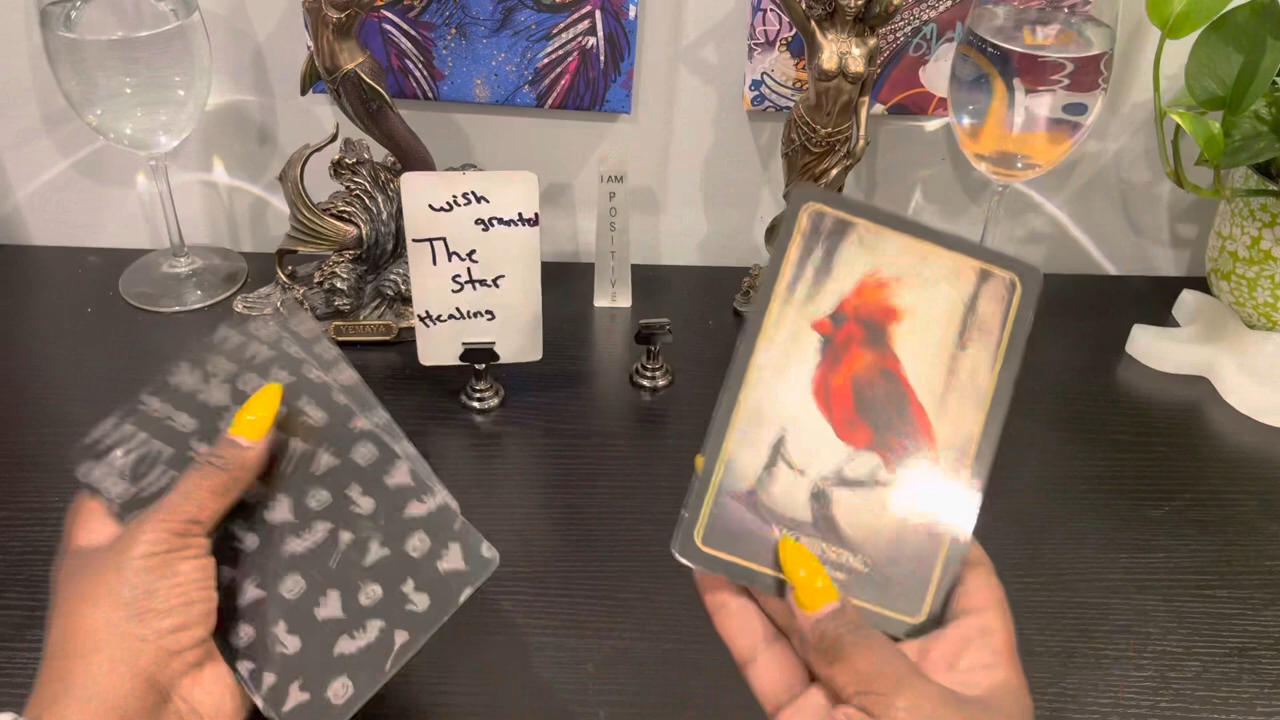 wish
granted
The
Star
Healing
I AM
POSITIVE
YEMAYA